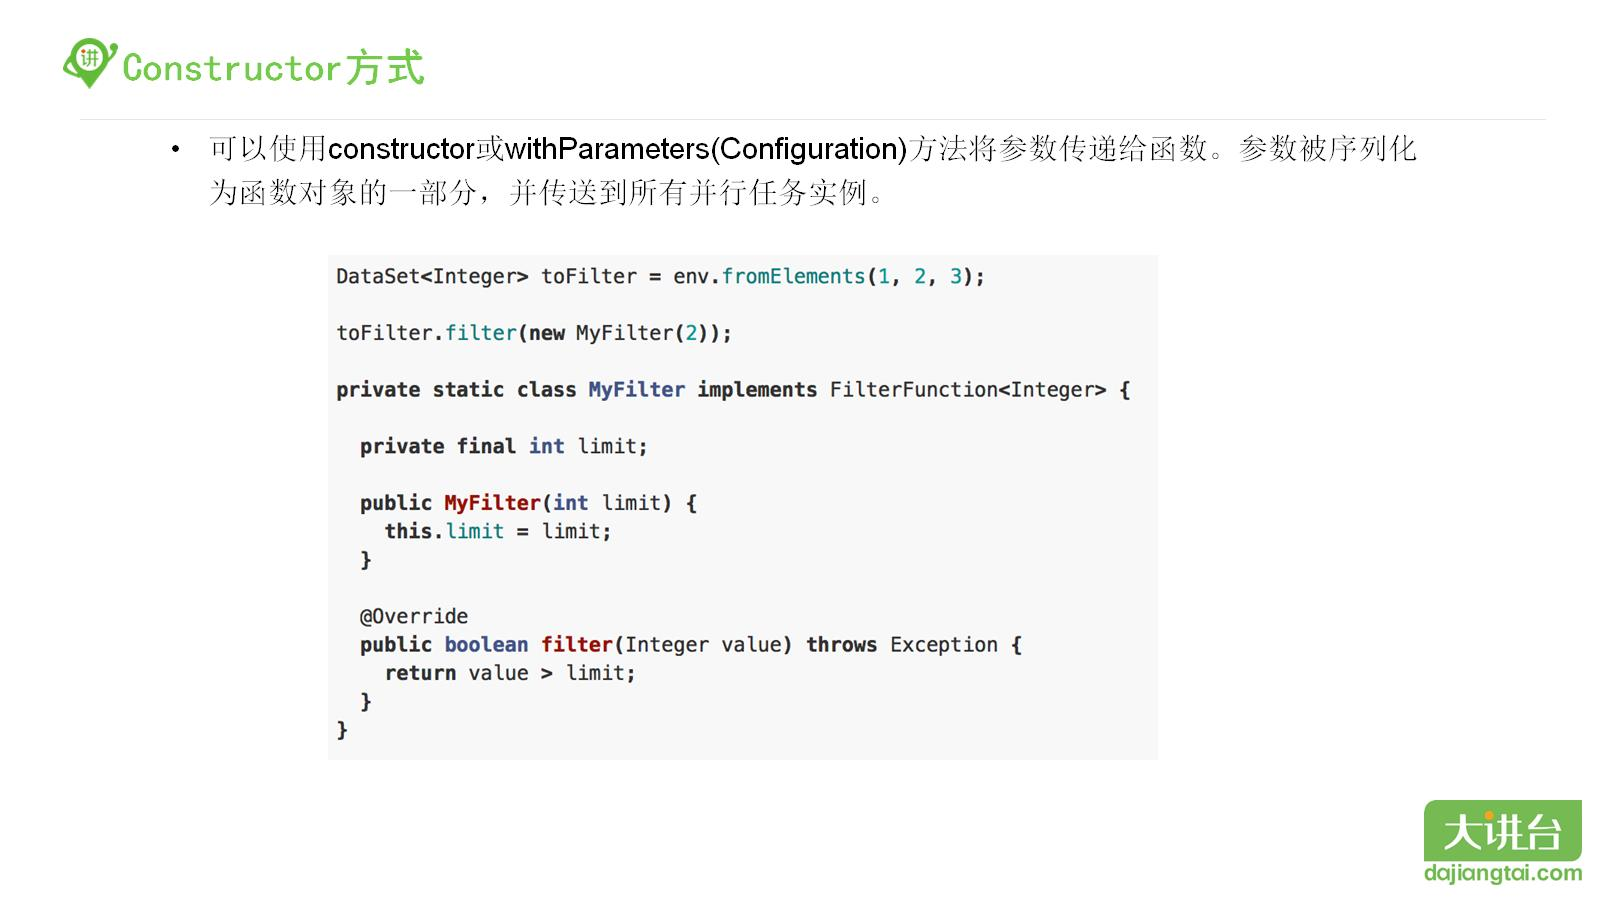 讲 Constructor方式
• 可以使用constructor或withParameters(Configuration)方法将参数传递给函数。参数被序列化
为函数对象的一部分，并传送到所有并行任务实例。
DataSet<Integer> toFilter = env.fromElements(1, 2, 3);
toFilter.filter(new MyFilter(2));
private static class MyFilter implements FilterFunction<Integer> {
  private final int limit;
  public MyFilter(int limit) {
    this.limit = limit;
  }
  @Override
  public boolean filter(Integer value) throws Exception {
    return value > limit;
  }
}
大讲台
dajiangtai.com